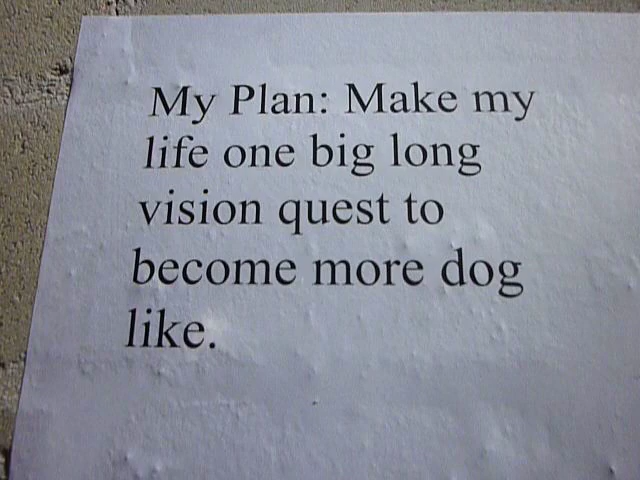 My Plan: Make my
life one big long
vision quest to
become more dog
like.